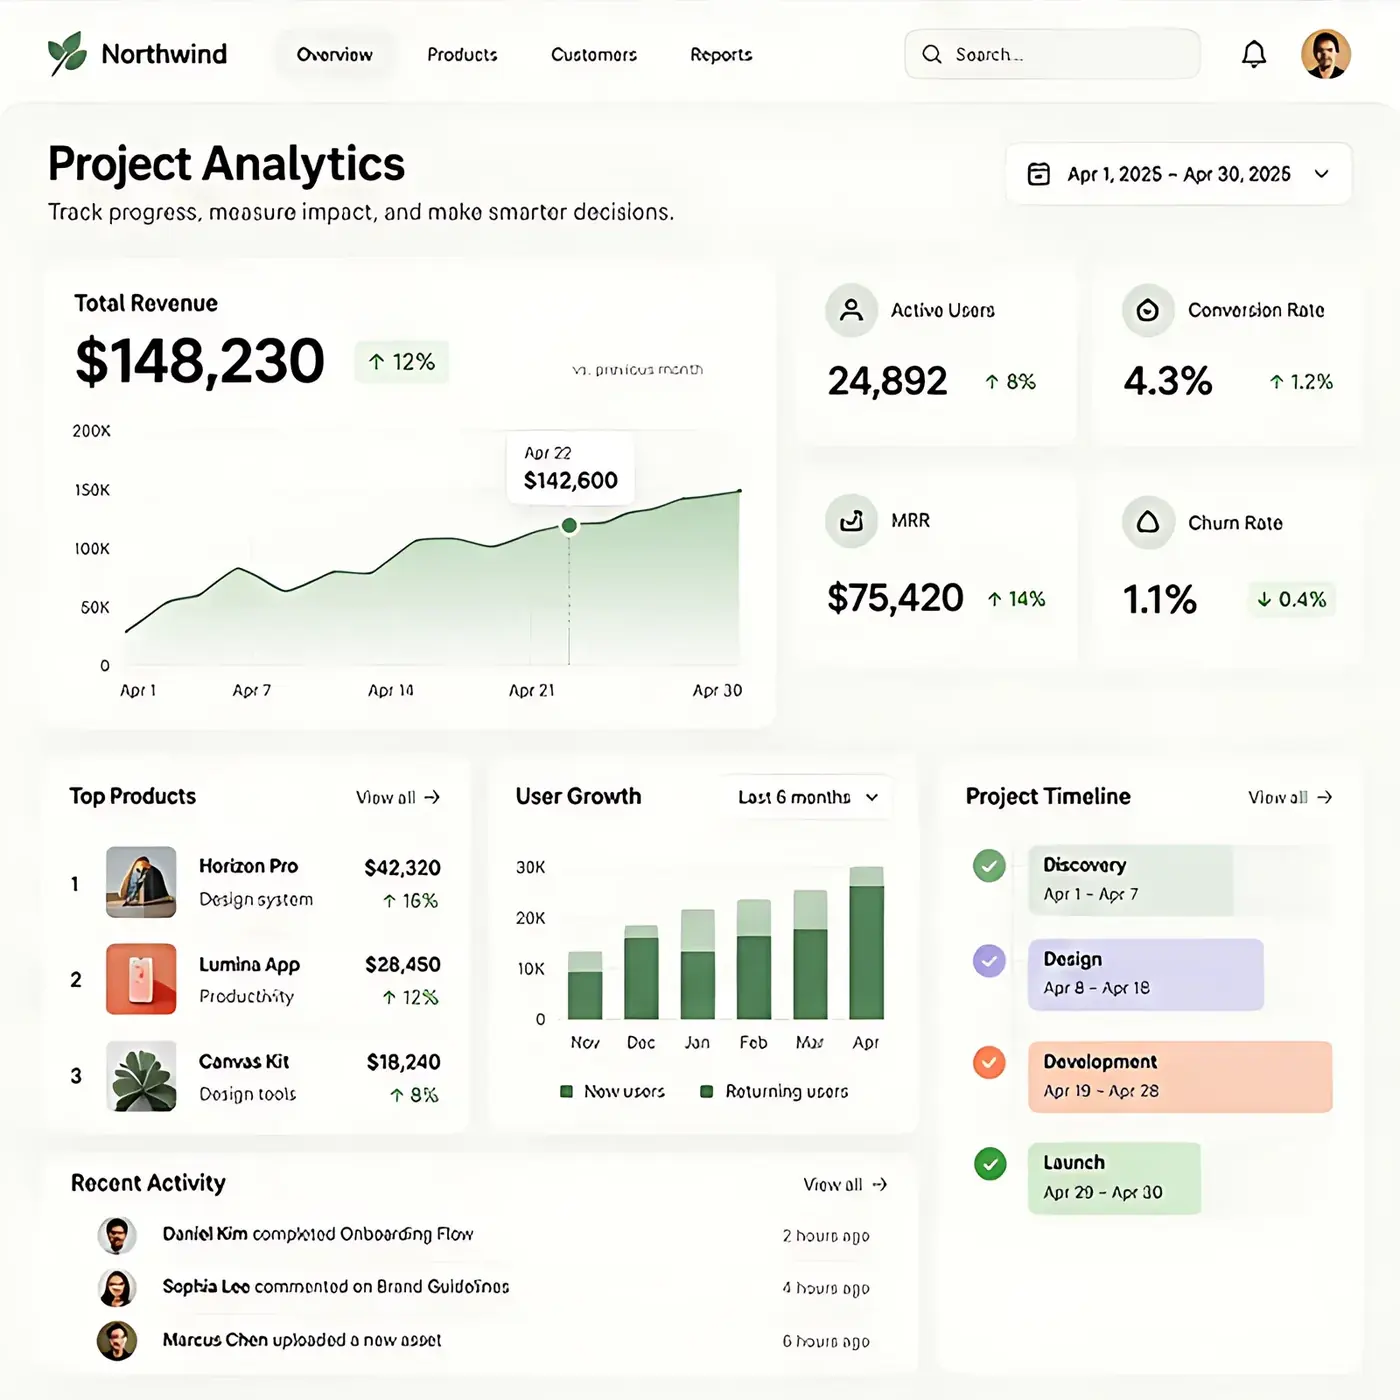 Northwind
Overview
Products
Customers
Reports
Search...
Project Analytics
Track progress, measure impact, and make smarter decisions.
Apr 1, 2025 – Apr 30, 2025
Total Revenue
$148,230
↑ 12%
vs. previous month
200K
150K
100K
50K
0
Apr 22
$142,600
Apr 1
Apr 7
Apr 14
Apr 21
Apr 30
Active Users
24,892
↑ 8%
Conversion Rate
4.3%
↑ 1.2%
MRR
$75,420
↑ 14%
Churn Rate
1.1%
↓ 0.4%
Top Products
View all →
1
Horizon Pro
Design system
$42,320
↑ 16%
2
Lumina App
Productivity
$28,450
↑ 12%
3
Canvas Kit
Design tools
$18,240
↑ 8%
User Growth
Last 6 months
30K
20K
10K
0
Nov
Dec
Jan
Feb
Mar
Apr
New users
Returning users
Project Timeline
View all →
Discovery
Apr 1 – Apr 7
Design
Apr 8 – Apr 18
Development
Apr 19 – Apr 28
Launch
Apr 29 – Apr 30
Recent Activity
View all →
Daniel Kim completed Onboarding Flow
2 hours ago
Sophia Lee commented on Brand Guidelines
4 hours ago
Marcus Chen uploaded a new asset
6 hours ago